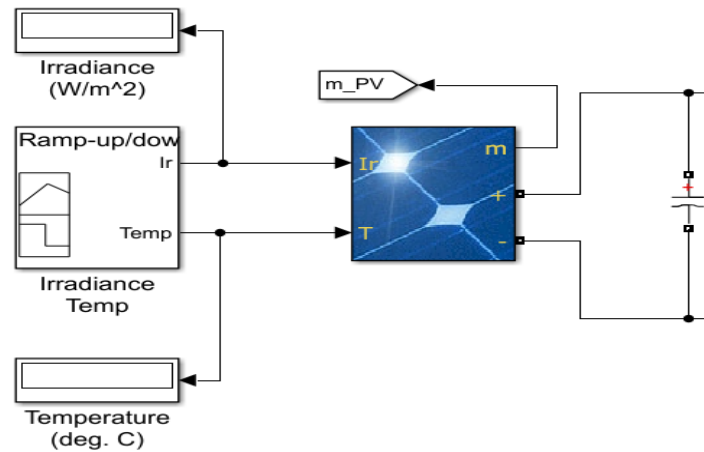 Irradiance
(W/m^2)
m_PV
Ramp-up/dow
Ir
Ir
m
+
+
Temp
T
-
Irradiance
Temp
Temperature
(deg. C)